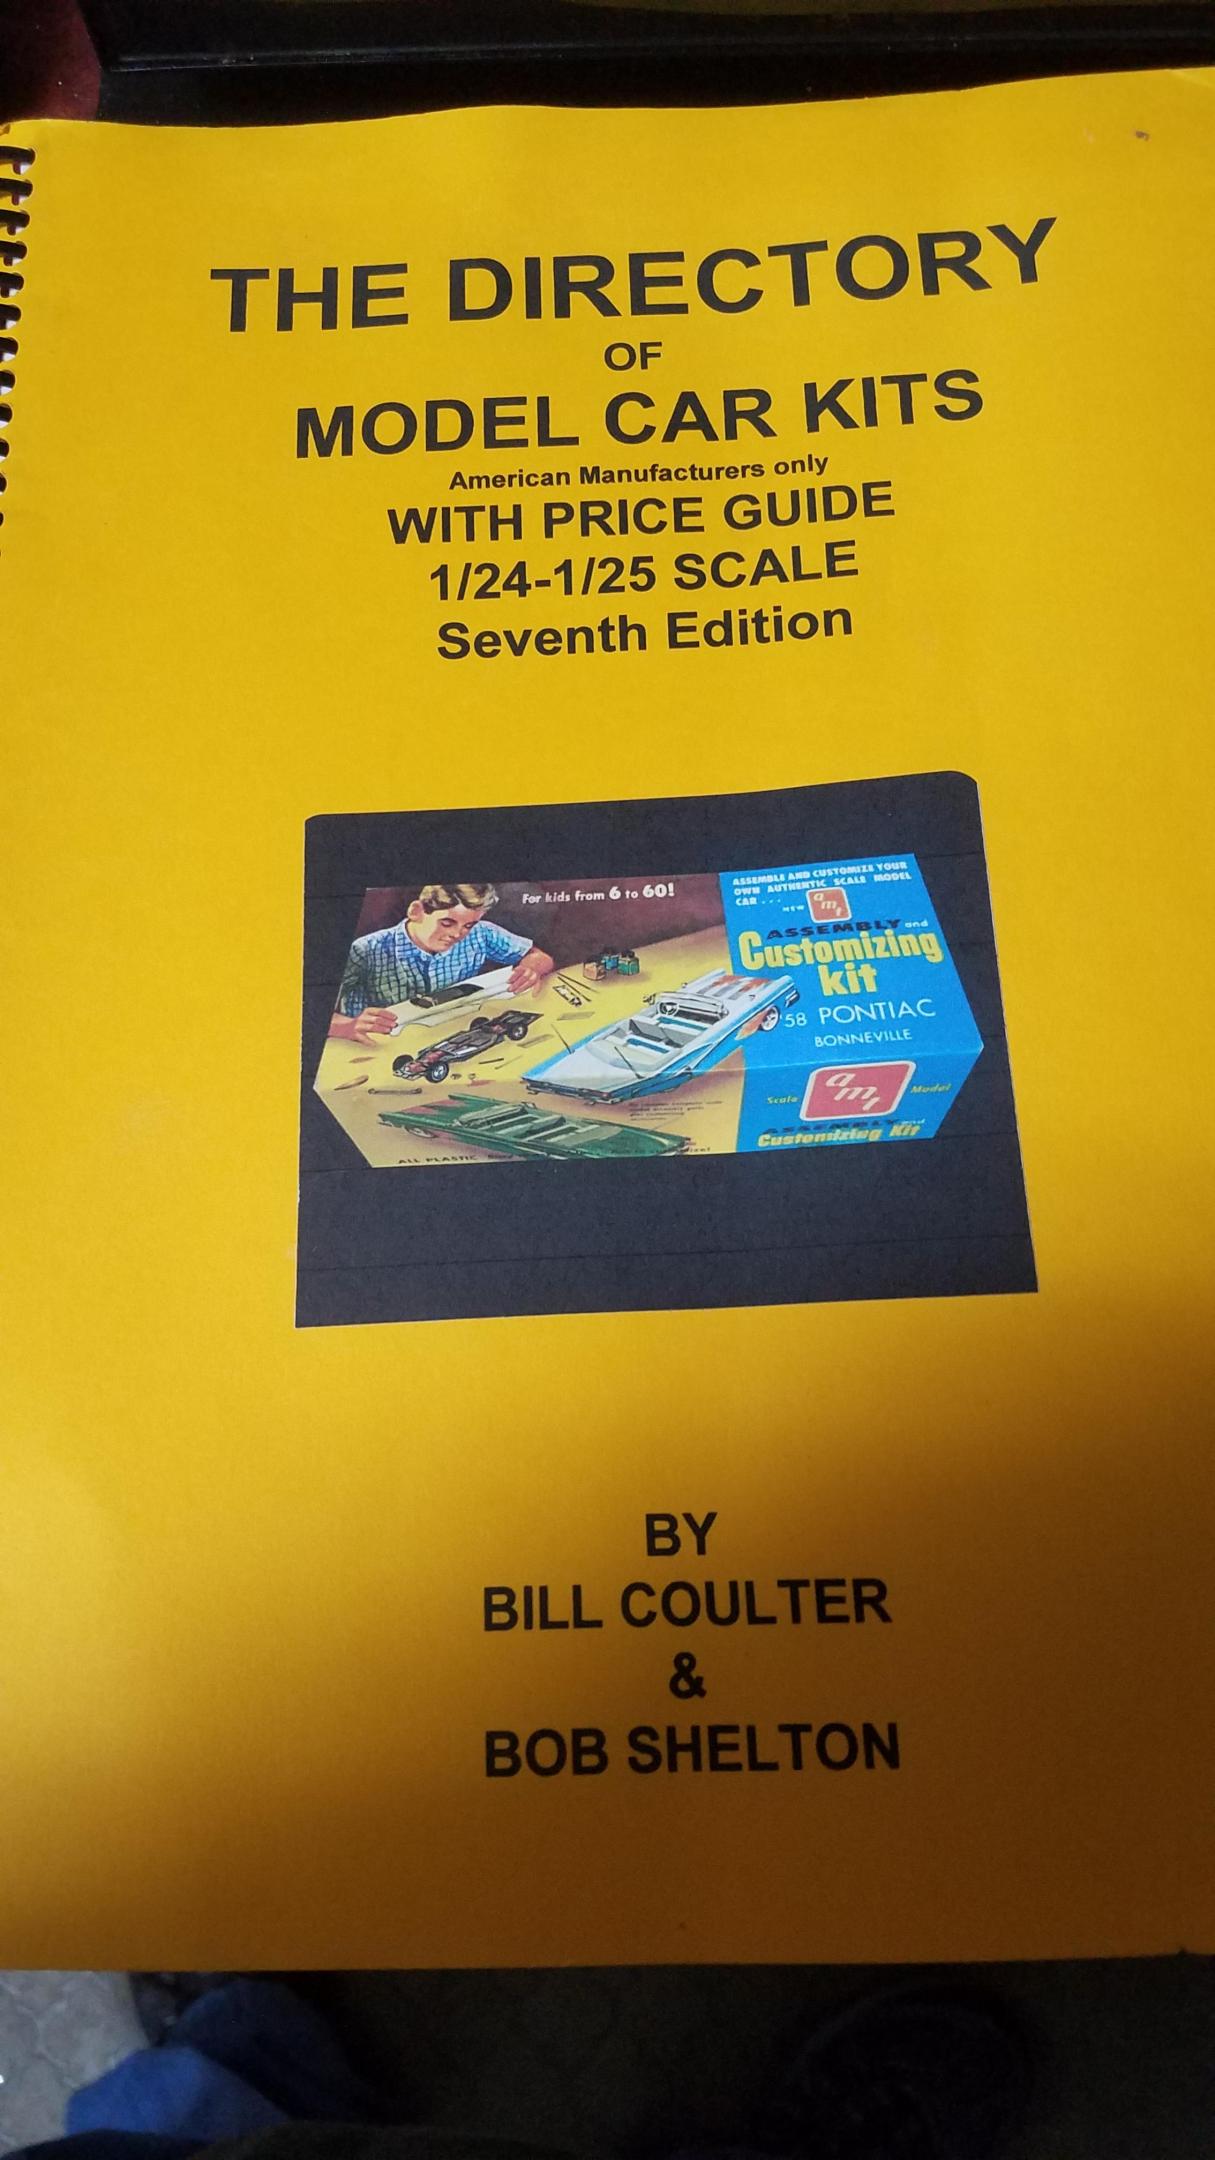 THE DIRECTORY
OF
MODEL CAR KITS
American Manufacturers only
WITH PRICE GUIDE
1/24-1/25 SCALE
Seventh Edition
For kids from 6 to 60!
ASSEMBLE AND CUSTOMIZE YOUR
OWN AUTHENTIC SCALE MODEL
CAR . . .
NEW amt
ASSEMBLY and
Customizing
kit
'58 PONTIAC
BONNEVILLE
Scale amt Model
ASSEMBLY and
Customizing Kit
ALL PLASTIC
BY
BILL COULTER
&
BOB SHELTON